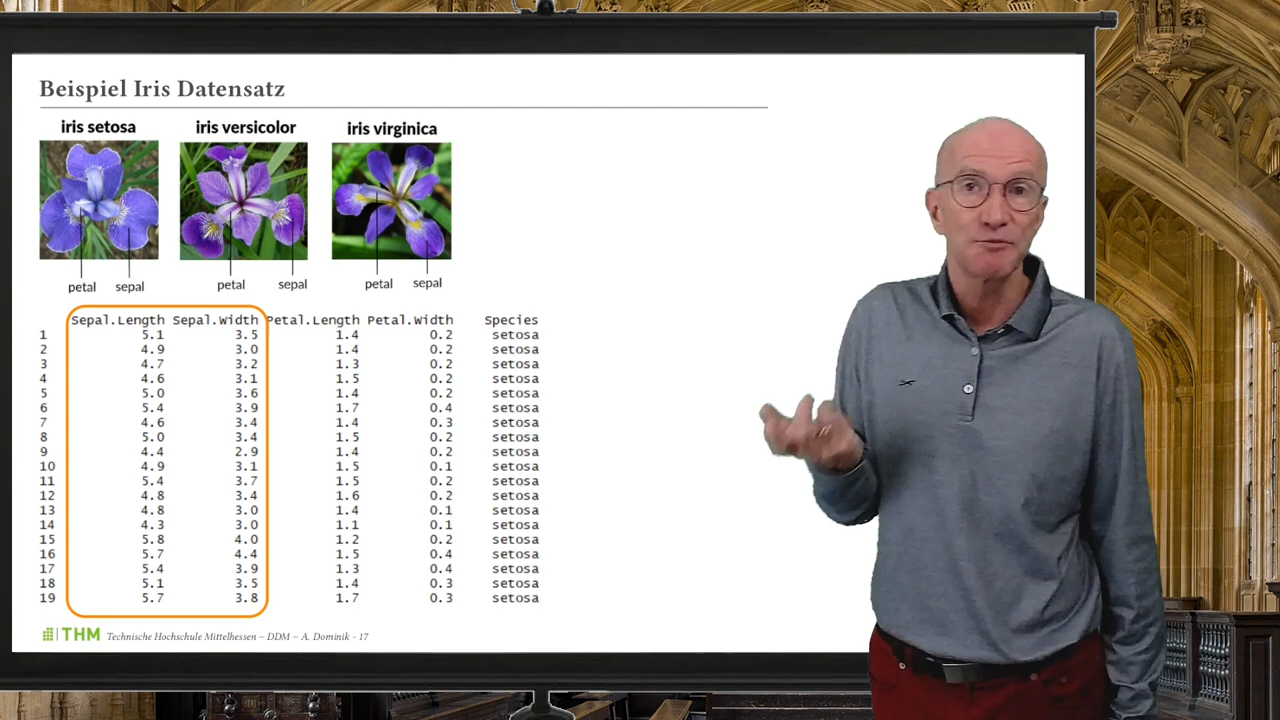 Beispiel Iris Datensatz
iris setosa iris versicolor iris virginica
petal sepal petal sepal petal sepal
Sepal.Length Sepal.Width Petal.Length Petal.Width Species
1 5.1 3.5 1.4 0.2 setosa
2 4.9 3.0 1.4 0.2 setosa
3 4.7 3.2 1.3 0.2 setosa
4 4.6 3.1 1.5 0.2 setosa
5 5.0 3.6 1.4 0.2 setosa
6 5.4 3.9 1.7 0.4 setosa
7 4.6 3.4 1.4 0.3 setosa
8 5.0 3.4 1.5 0.2 setosa
9 4.4 2.9 1.4 0.2 setosa
10 4.9 3.1 1.5 0.1 setosa
11 5.4 3.7 1.5 0.2 setosa
12 4.8 3.4 1.6 0.2 setosa
13 4.8 3.0 1.4 0.1 setosa
14 4.3 3.0 1.1 0.1 setosa
15 5.8 4.0 1.2 0.2 setosa
16 5.7 4.4 1.5 0.4 setosa
17 5.4 3.9 1.3 0.4 setosa
18 5.1 3.5 1.4 0.3 setosa
19 5.7 3.8 1.7 0.3 setosa
THM Technische Hochschule Mittelhessen – DDM – A. Dominik - 17